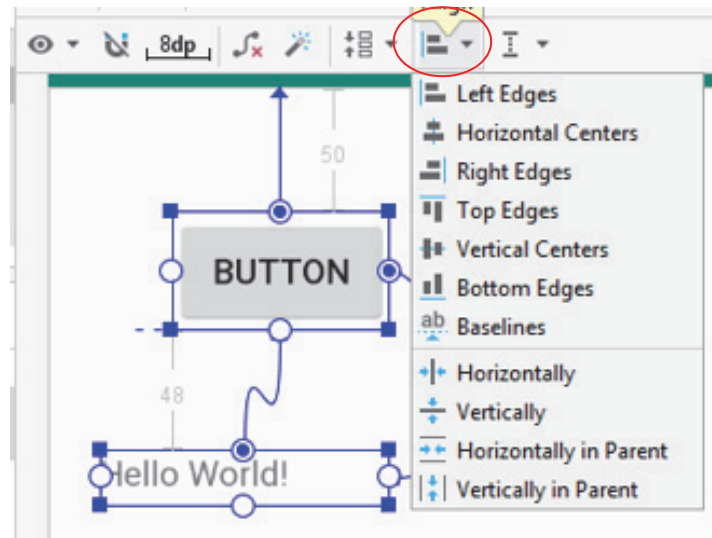 8dp
Left Edges
Horizontal Centers
50
Right Edges
Top Edges
Vertical Centers
BUTTON
Bottom Edges
ab Baselines
Horizontally
48
Vertically
Horizontally in Parent
Hello World!
Vertically in Parent